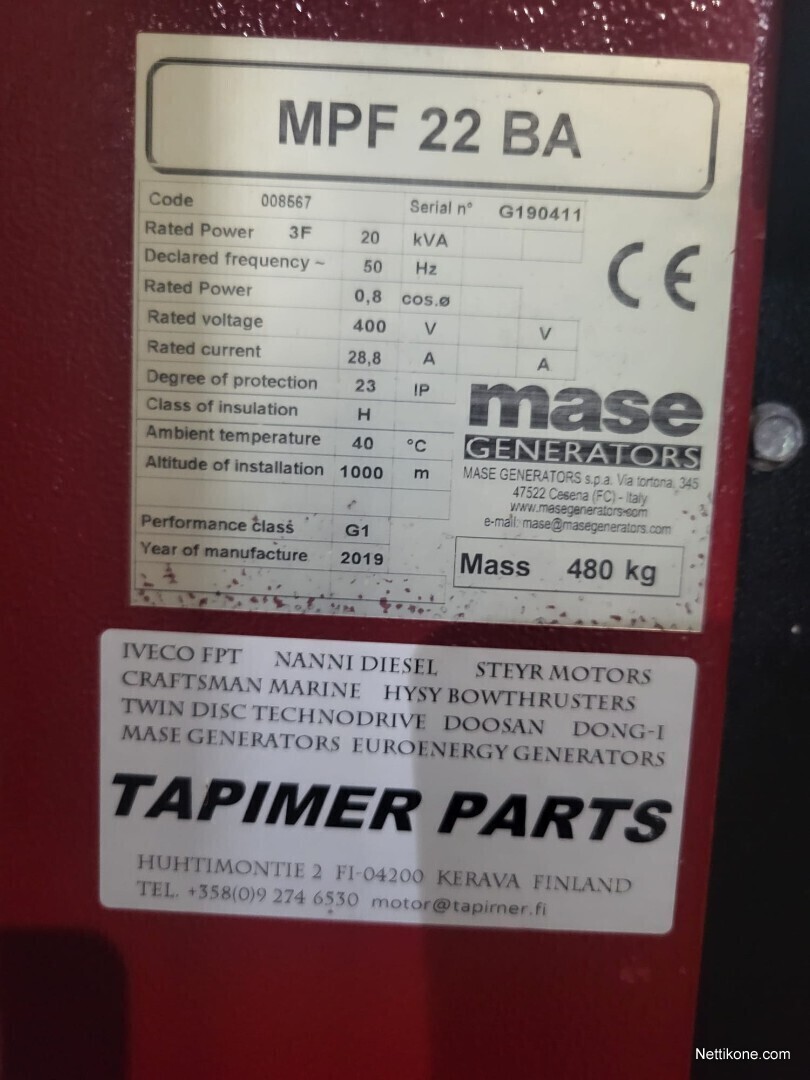 MPF 22 BA
Code 008567 Serial n° G190411
Rated Power 3F 20 kVA
Declared frequency ~ 50 Hz
Rated Power 0,8 cos.ø
Rated voltage 400 V V
Rated current 28,8 A A
Degree of protection 23 IP
Class of insulation H
Ambient temperature 40 °C
Altitude of installation 1000 m
Performance class G1
Year of manufacture 2019
CE
mase
GENERATORS
MASE GENERATORS s.p.a. Via tortona, 345
47522 Cesena (FC) - Italy
www.masegenerators.com
e-mail: mase@masegenerators.com
Mass 480 kg
IVECO FPT NANNI DIESEL STEYR MOTORS
CRAFTSMAN MARINE HYSY BOWTHRUSTERS
TWIN DISC TECHNODRIVE DOOSAN DONG-I
MASE GENERATORS EUROENERGY GENERATORS
TAPIMER PARTS
HUHTIMONTIE 2 FI-04200 KERAVA FINLAND
TEL. +358(0)9 274 6530 motor@tapimer.fi
Nettikone.com